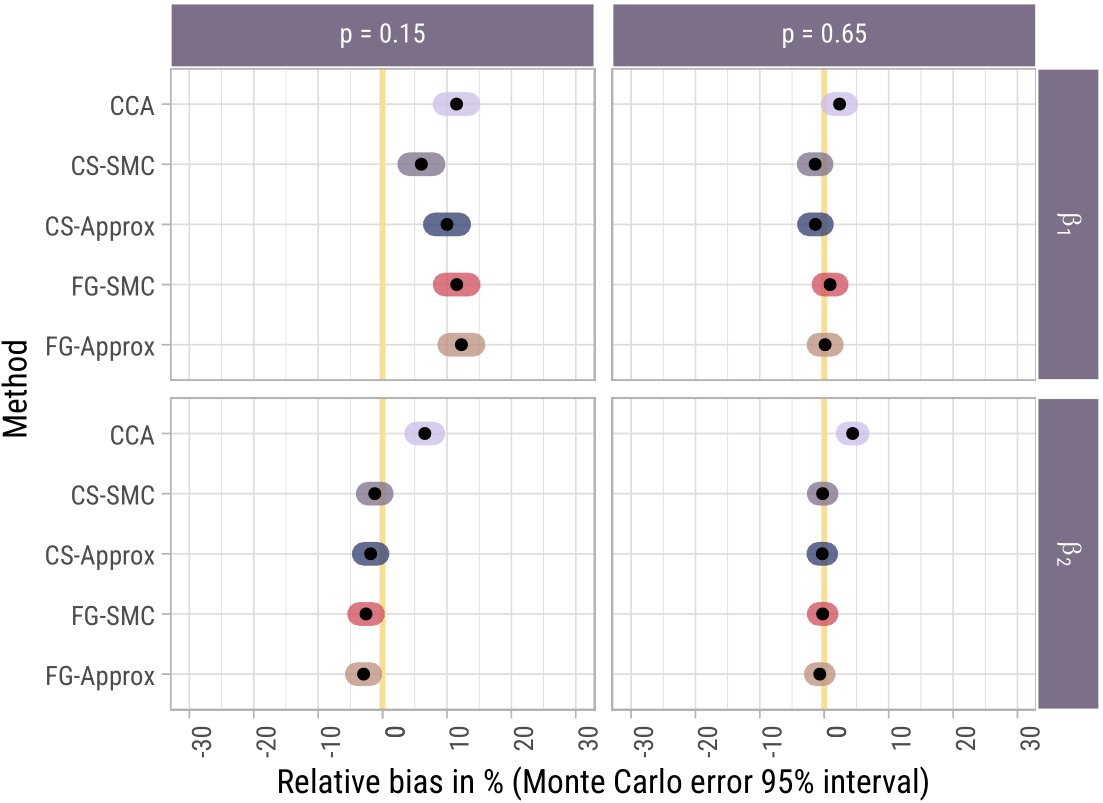 p = 0.15
p = 0.65
CCA
CS-SMC
CS-Approx
FG-SMC
FG-Approx
β1
Method
CCA
CS-SMC
CS-Approx
FG-SMC
FG-Approx
β2
-30 -20 -10 0 10 20 30
-30 -20 -10 0 10 20 30
Relative bias in % (Monte Carlo error 95% interval)